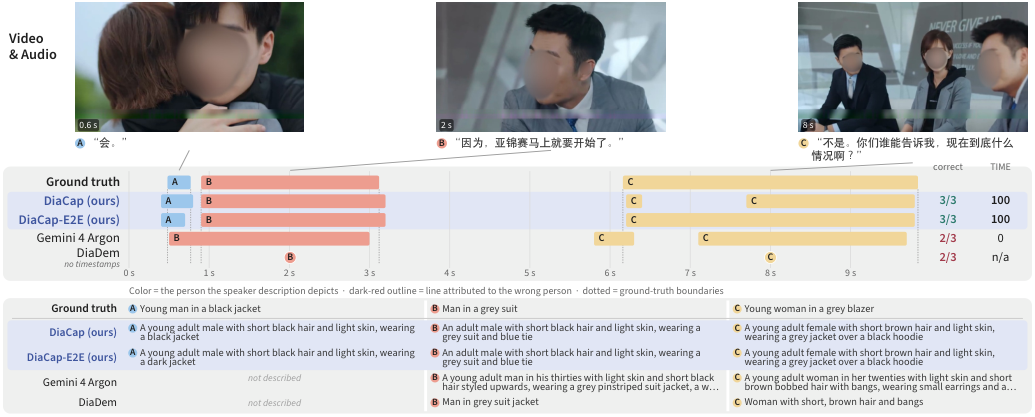 Video
& Audio
NEVER GIVE UP
0.6 s
2 s
8 s
A “会。”
B “因为，亚锦赛马上就要开始了。”
C “不是。你们谁能告诉我，现在到底什么
情况啊？”
correct TIME
Ground truth A B C
DiaCap (ours) A B C C 3/3 100
DiaCap-E2E (ours) A B C 3/3 100
Gemini 4 Argon B C C 2/3 0
DiaDem B C 2/3 n/a
no timestamps
0 s 1 s 2 s 3 s 4 s 5 s 6 s 7 s 8 s 9 s
Color = the person the speaker description depicts · dark-red outline = line attributed to the wrong person · dotted = ground-truth boundaries
Ground truth A Young man in a black jacket B Man in a grey suit C Young woman in a grey blazer
DiaCap (ours) A A young adult male with short black hair and light skin, wearing B An adult male with short black hair and light skin, wearing a C A young adult female with short brown hair and light skin,
a black jacket grey suit and blue tie wearing a grey jacket over a black hoodie
DiaCap-E2E (ours) A A young adult male with short black hair and light skin, wearing B An adult male with short black hair and light skin, wearing a C A young adult female with short brown hair and light skin,
a dark jacket grey suit and blue tie wearing a grey jacket over a black hoodie
Gemini 4 Argon not described B A young adult man in his thirties with light skin and short black C A young adult woman in her twenties with light skin and short
hair styled upwards, wearing a grey pinstriped suit jacket, a w… brown bobbed hair with bangs, wearing small earrings and a…
DiaDem not described B Man in grey suit jacket C Woman with short, brown hair and bangs